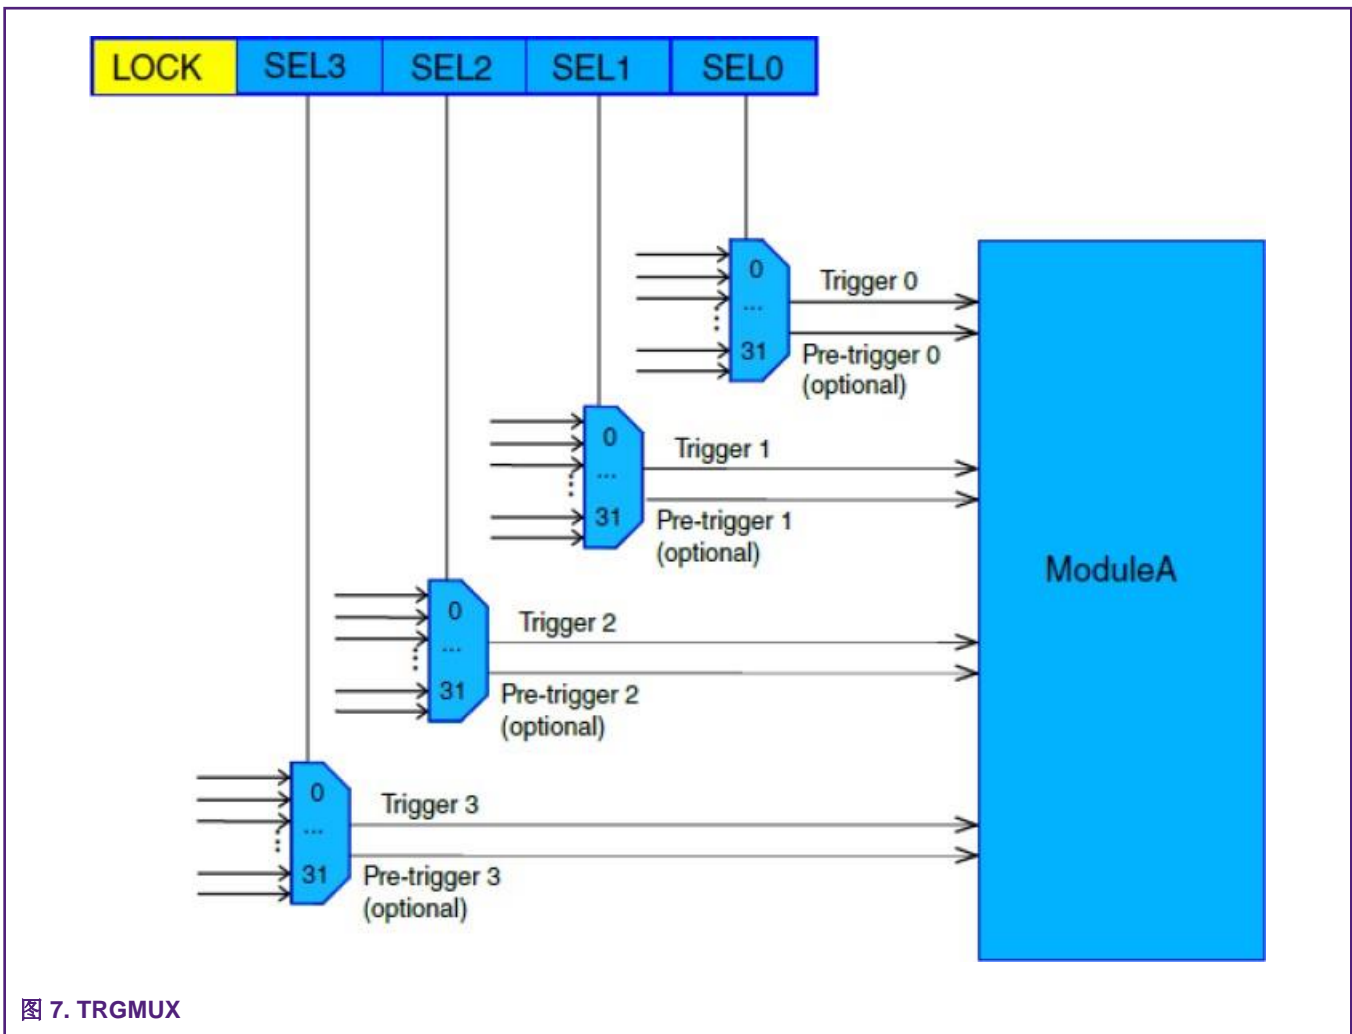 LOCK SEL3 SEL2 SEL1 SEL0
0
...
31
Trigger 0
Pre-trigger 0
(optional)
0
...
31
Trigger 1
Pre-trigger 1
(optional)
ModuleA
0
...
31
Trigger 2
Pre-trigger 2
(optional)
0
...
31
Trigger 3
Pre-trigger 3
(optional)
图 7. TRGMUX